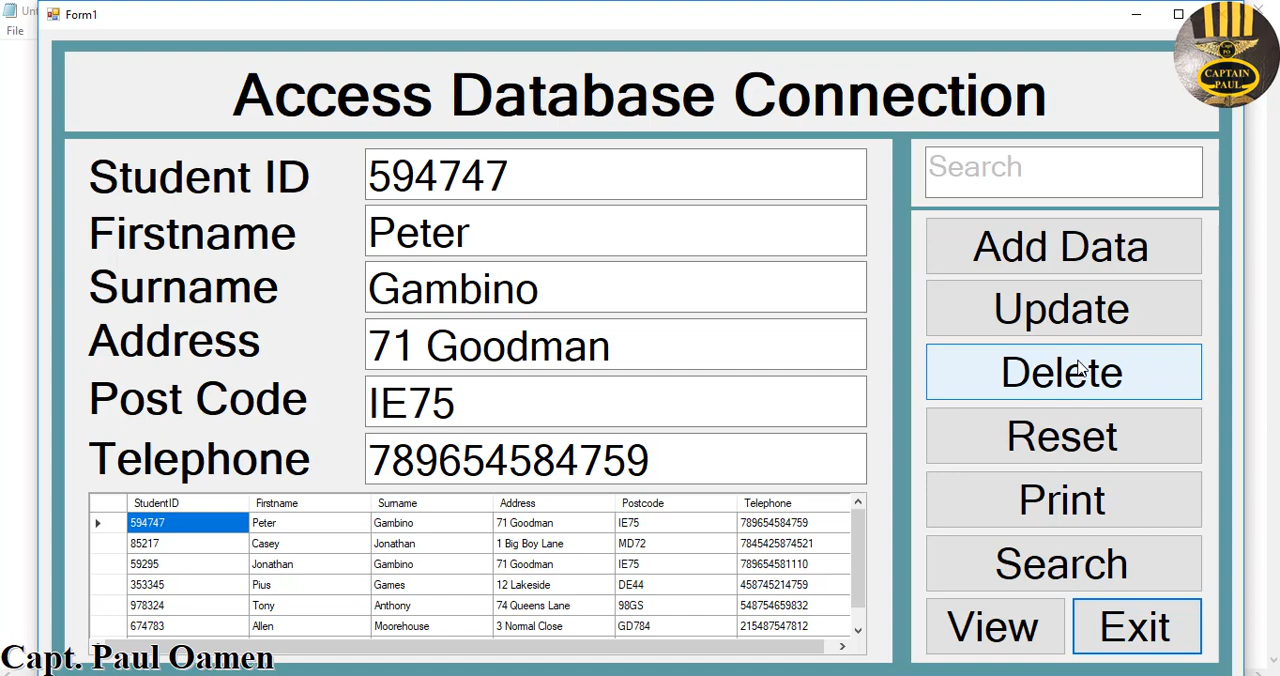 Unt
Form1
File
CAPTAIN
PAUL
Access Database Connection
Student ID 594747
Firstname Peter
Surname Gambino
Address 71 Goodman
Post Code IE75
Telephone 789654584759
Search
Add Data
Update
Delete
Reset
Print
Search
View Exit
StudentID Firstname Surname Address Postcode Telephone
594747 Peter Gambino 71 Goodman IE75 789654584759
85217 Casey Jonathan 1 Big Boy Lane MD72 7845425874521
59295 Jonathan Gambino 71 Goodman IE75 789654581110
353345 Pius Games 12 Lakeside DE44 458745214759
978324 Tony Anthony 74 Queens Lane 98GS 548754659832
674783 Allen Moorehouse 3 Normal Close GD784 215487547812
Capt. Paul Oamen